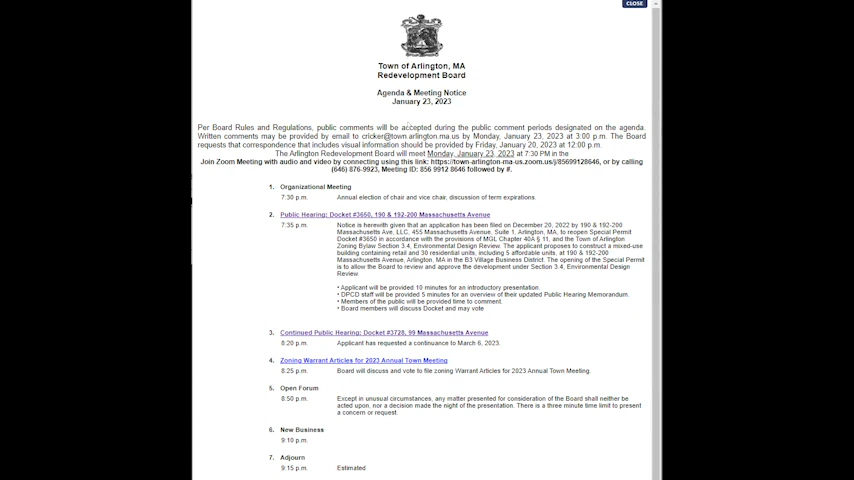 CLOSE
Town of Arlington, MA
Redevelopment Board
Agenda & Meeting Notice
January 23, 2023
Per Board Rules and Regulations, public comments will be accepted during the public comment periods designated on the agenda.
Written comments may be provided by email to cricker@town.arlington.ma.us by Monday, January 23, 2023 at 3:00 p.m. The Board
requests that correspondence that includes visual information should be provided by Friday, January 20, 2023 at 12:00 p.m.
The Arlington Redevelopment Board will meet Monday, January 23, 2023 at 7:30 PM in the
Join Zoom Meeting with audio and video by connecting using this link: https://town-arlington-ma-us.zoom.us/j/85699128646, or by calling
(646) 876-9923, Meeting ID: 856 9912 8646 followed by #.
1. Organizational Meeting
7:30 p.m. Annual election of chair and vice chair, discussion of term expirations.
2. Public Hearing: Docket #3650, 190 & 192-200 Massachusetts Avenue
7:35 p.m. Notice is herewith given that an application has been filed on December 20, 2022 by 190 & 192-200
Massachusetts Ave, LLC, 455 Massachusetts Avenue, Suite 1, Arlington, MA, to reopen Special Permit
Docket #3650 in accordance with the provisions of MGL Chapter 40A § 11, and the Town of Arlington
Zoning Bylaw Section 3.4, Environmental Design Review. The applicant proposes to construct a mixed-use
building containing retail and 30 residential units, including 5 affordable units, at 190 & 192-200
Massachusetts Avenue, Arlington, MA in the B3 Village Business District. The opening of the Special Permit
is to allow the Board to review and approve the development under Section 3.4, Environmental Design
Review.
• Applicant will be provided 10 minutes for an introductory presentation.
• DPCD staff will be provided 5 minutes for an overview of their updated Public Hearing Memorandum.
• Members of the public will be provided time to comment.
• Board members will discuss Docket and may vote
3. Continued Public Hearing: Docket #3728, 99 Massachusetts Avenue
8:20 p.m. Applicant has requested a continuance to March 6, 2023.
4. Zoning Warrant Articles for 2023 Annual Town Meeting
8:25 p.m. Board will discuss and vote to file zoning Warrant Articles for 2023 Annual Town Meeting.
5. Open Forum
8:50 p.m. Except in unusual circumstances, any matter presented for consideration of the Board shall neither be
acted upon, nor a decision made the night of the presentation. There is a three minute time limit to present
a concern or request.
6. New Business
9:10 p.m.
7. Adjourn
9:15 p.m. Estimated